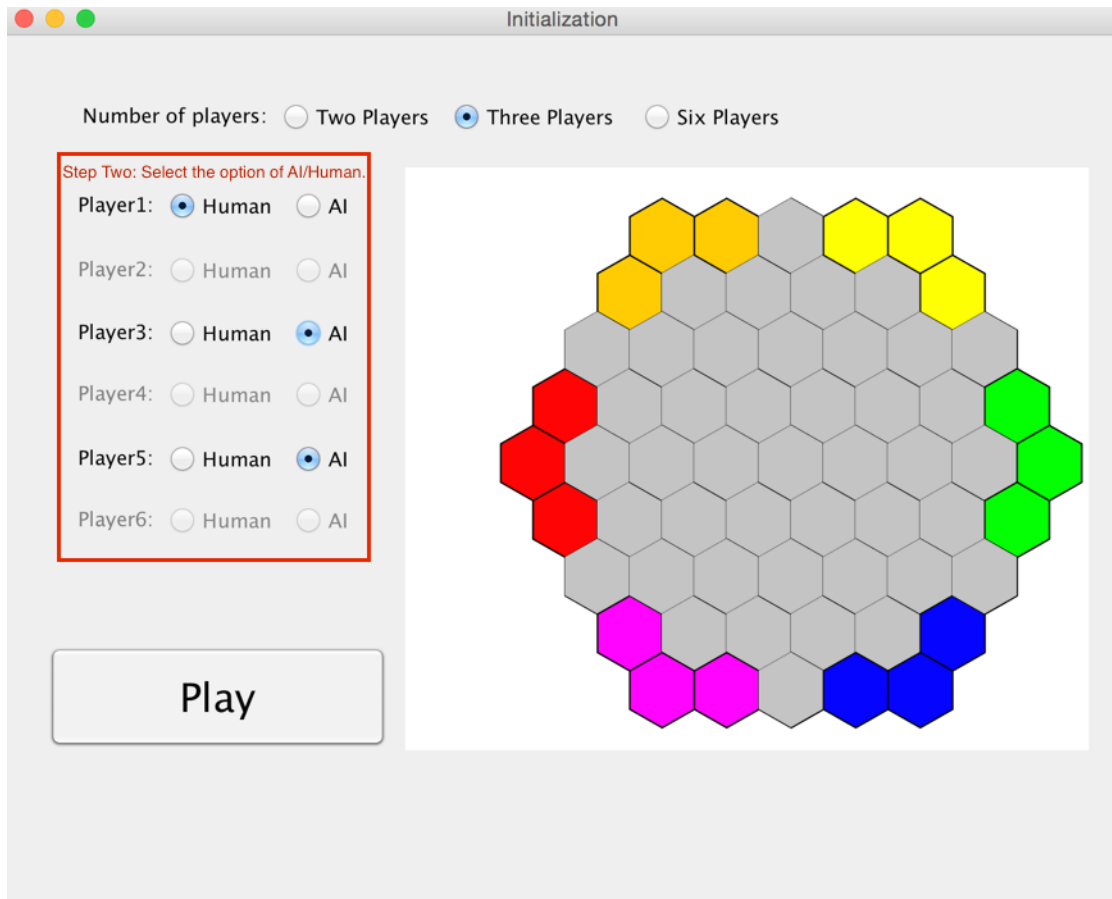 Initialization
Number of players: Two Players Three Players Six Players
Step Two: Select the option of AI/Human.
Player1: Human AI
Player2: Human AI
Player3: Human AI
Player4: Human AI
Player5: Human AI
Player6: Human AI
Play